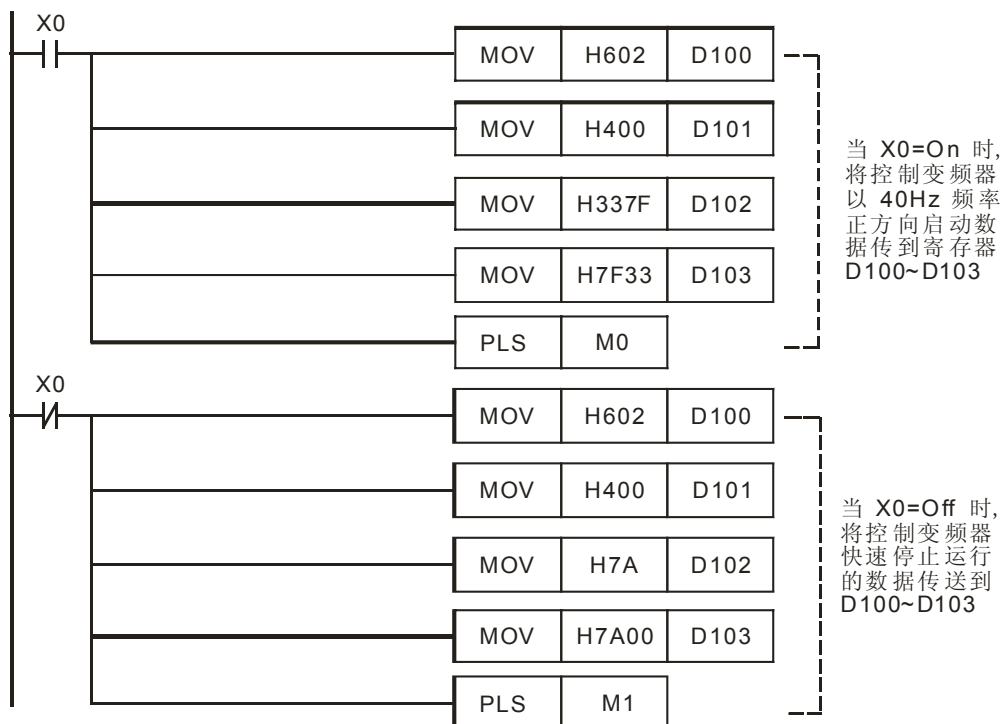 X0
MOV H602 D100
MOV H400 D101
MOV H337F D102
MOV H7F33 D103
PLS M0
当 X0=On 时,
将控制变频器
以 40Hz 频率
正方向启动数
据传到寄存器
D100~D103
X0
MOV H602 D100
MOV H400 D101
MOV H7A D102
MOV H7A00 D103
PLS M1
当 X0=Off 时,
将控制变频器
快速停止运行
的数据传送到
D100~D103